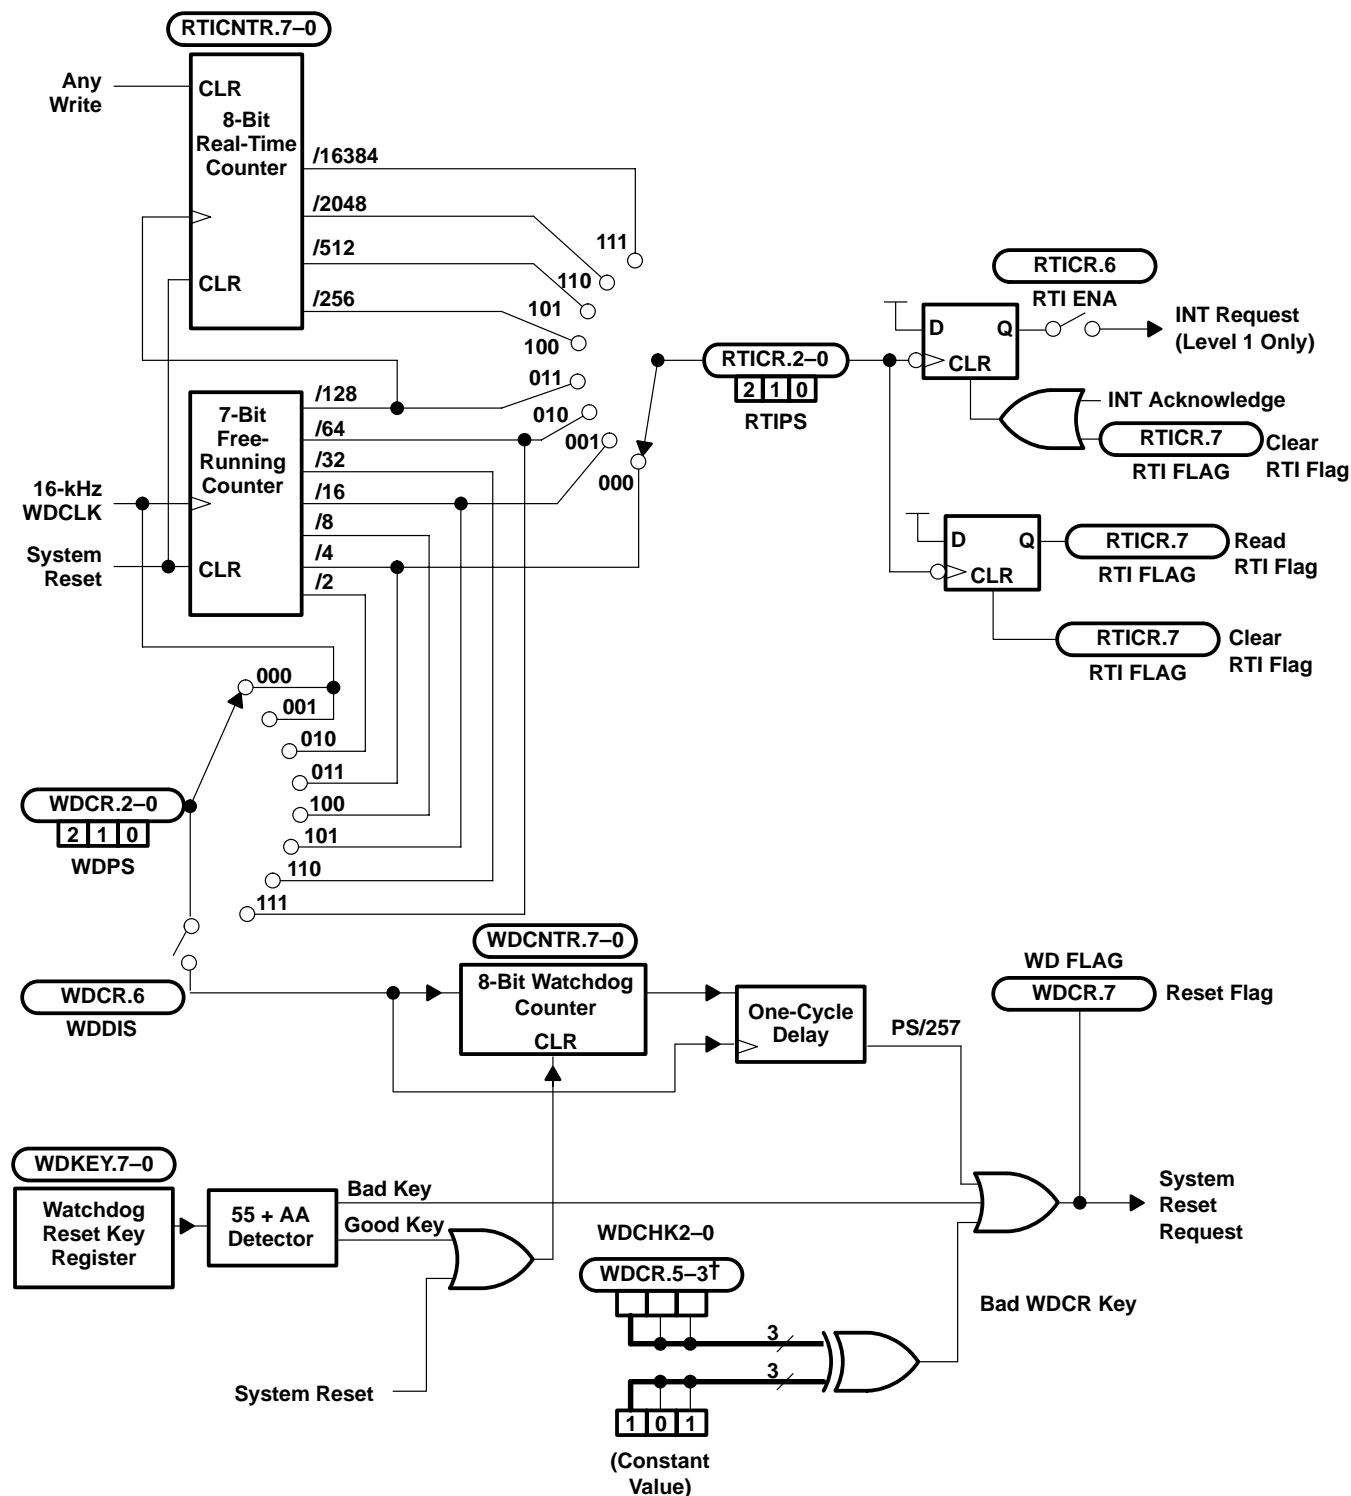 RTICNTR.7–0
Any
Write
CLR
8-Bit
Real-Time
Counter
CLR
/16384
/2048
/512
/256
111
110
101
100
011
010
001
000
7-Bit
Free-
Running
Counter
CLR
/128
/64
/32
/16
/8
/4
/2
16-kHz
WDCLK
System
Reset
RTICR.2–0
2 1 0
RTIPS
RTICR.6
RTI ENA
D Q
CLR
INT Request
(Level 1 Only)
INT Acknowledge
RTICR.7
RTI FLAG
Clear
RTI Flag
D Q
CLR
RTICR.7
RTI FLAG
Read
RTI Flag
RTICR.7
RTI FLAG
Clear
RTI Flag
000
001
010
011
100
101
110
111
WDCR.2–0
2 1 0
WDPS
WDCR.6
WDDIS
WDCNTR.7–0
8-Bit Watchdog
Counter
CLR
One-Cycle
Delay
PS/257
WD FLAG
WDCR.7
Reset Flag
WDKEY.7–0
Watchdog
Reset Key
Register
55 + AA
Detector
Bad Key
Good Key
System Reset
WDCHK2–0
WDCR.5–3†
3
3
1 0 1
(Constant
Value)
Bad WDCR Key
System
Reset
Request